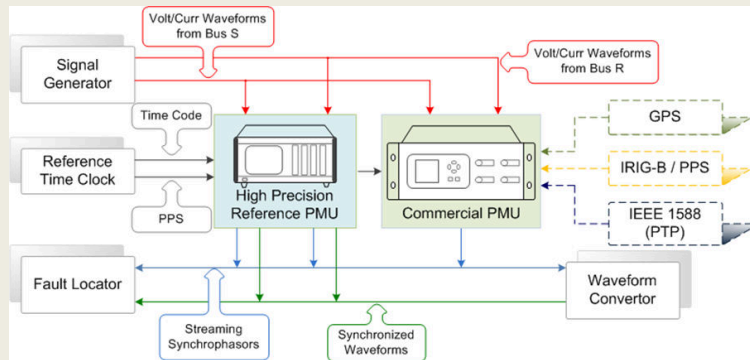 Volt/Curr Waveforms
from Bus S
Signal
Generator
Volt/Curr Waveforms
from Bus R
Time Code
Reference
Time Clock
PPS
High Precision
Reference PMU
Commercial PMU
GPS
IRIG-B / PPS
IEEE 1588
(PTP)
Fault Locator
Streaming
Synchrophasors
Synchronized
Waveforms
Waveform
Convertor